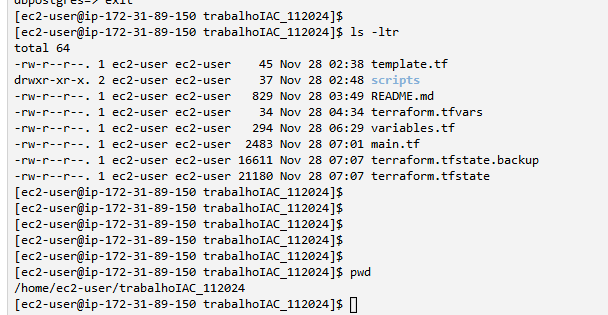 dbpostgres=> exit
[ec2-user@ip-172-31-89-150 trabalhoIAC_112024]$
[ec2-user@ip-172-31-89-150 trabalhoIAC_112024]$ ls -ltr
total 64
-rw-r--r--. 1 ec2-user ec2-user    45 Nov 28 02:38 template.tf
drwxr-xr-x. 2 ec2-user ec2-user    37 Nov 28 02:48 scripts
-rw-r--r--. 1 ec2-user ec2-user   829 Nov 28 03:49 README.md
-rw-r--r--. 1 ec2-user ec2-user    34 Nov 28 04:34 terraform.tfvars
-rw-r--r--. 1 ec2-user ec2-user   294 Nov 28 06:29 variables.tf
-rw-r--r--. 1 ec2-user ec2-user  2483 Nov 28 07:01 main.tf
-rw-r--r--. 1 ec2-user ec2-user 16611 Nov 28 07:07 terraform.tfstate.backup
-rw-r--r--. 1 ec2-user ec2-user 21180 Nov 28 07:07 terraform.tfstate
[ec2-user@ip-172-31-89-150 trabalhoIAC_112024]$
[ec2-user@ip-172-31-89-150 trabalhoIAC_112024]$
[ec2-user@ip-172-31-89-150 trabalhoIAC_112024]$
[ec2-user@ip-172-31-89-150 trabalhoIAC_112024]$
[ec2-user@ip-172-31-89-150 trabalhoIAC_112024]$
[ec2-user@ip-172-31-89-150 trabalhoIAC_112024]$ pwd
/home/ec2-user/trabalhoIAC_112024
[ec2-user@ip-172-31-89-150 trabalhoIAC_112024]$